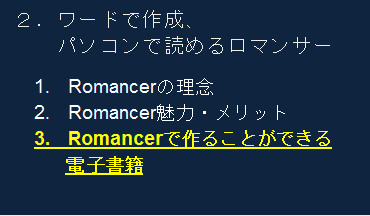 ２．ワードで作成、
パソコンで読めるロマンサー
1. Romancerの理念
2. Romancer魅力・メリット
3. Romancerで作ることができる
電子書籍